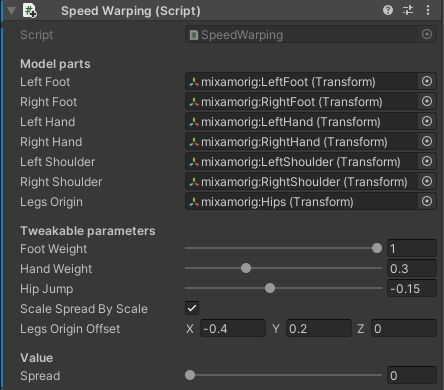 Speed Warping (Script)
Script SpeedWarping
Model parts
Left Foot mixamorig:LeftFoot (Transform)
Right Foot mixamorig:RightFoot (Transform)
Left Hand mixamorig:LeftHand (Transform)
Right Hand mixamorig:RightHand (Transform)
Left Shoulder mixamorig:LeftShoulder (Transform)
Right Shoulder mixamorig:RightShoulder (Transform)
Legs Origin mixamorig:Hips (Transform)
Tweakable parameters
Foot Weight 1
Hand Weight 0.3
Hip Jump -0.15
Scale Spread By Scale
Legs Origin Offset X -0.4 Y 0.2 Z 0
Value
Spread 0